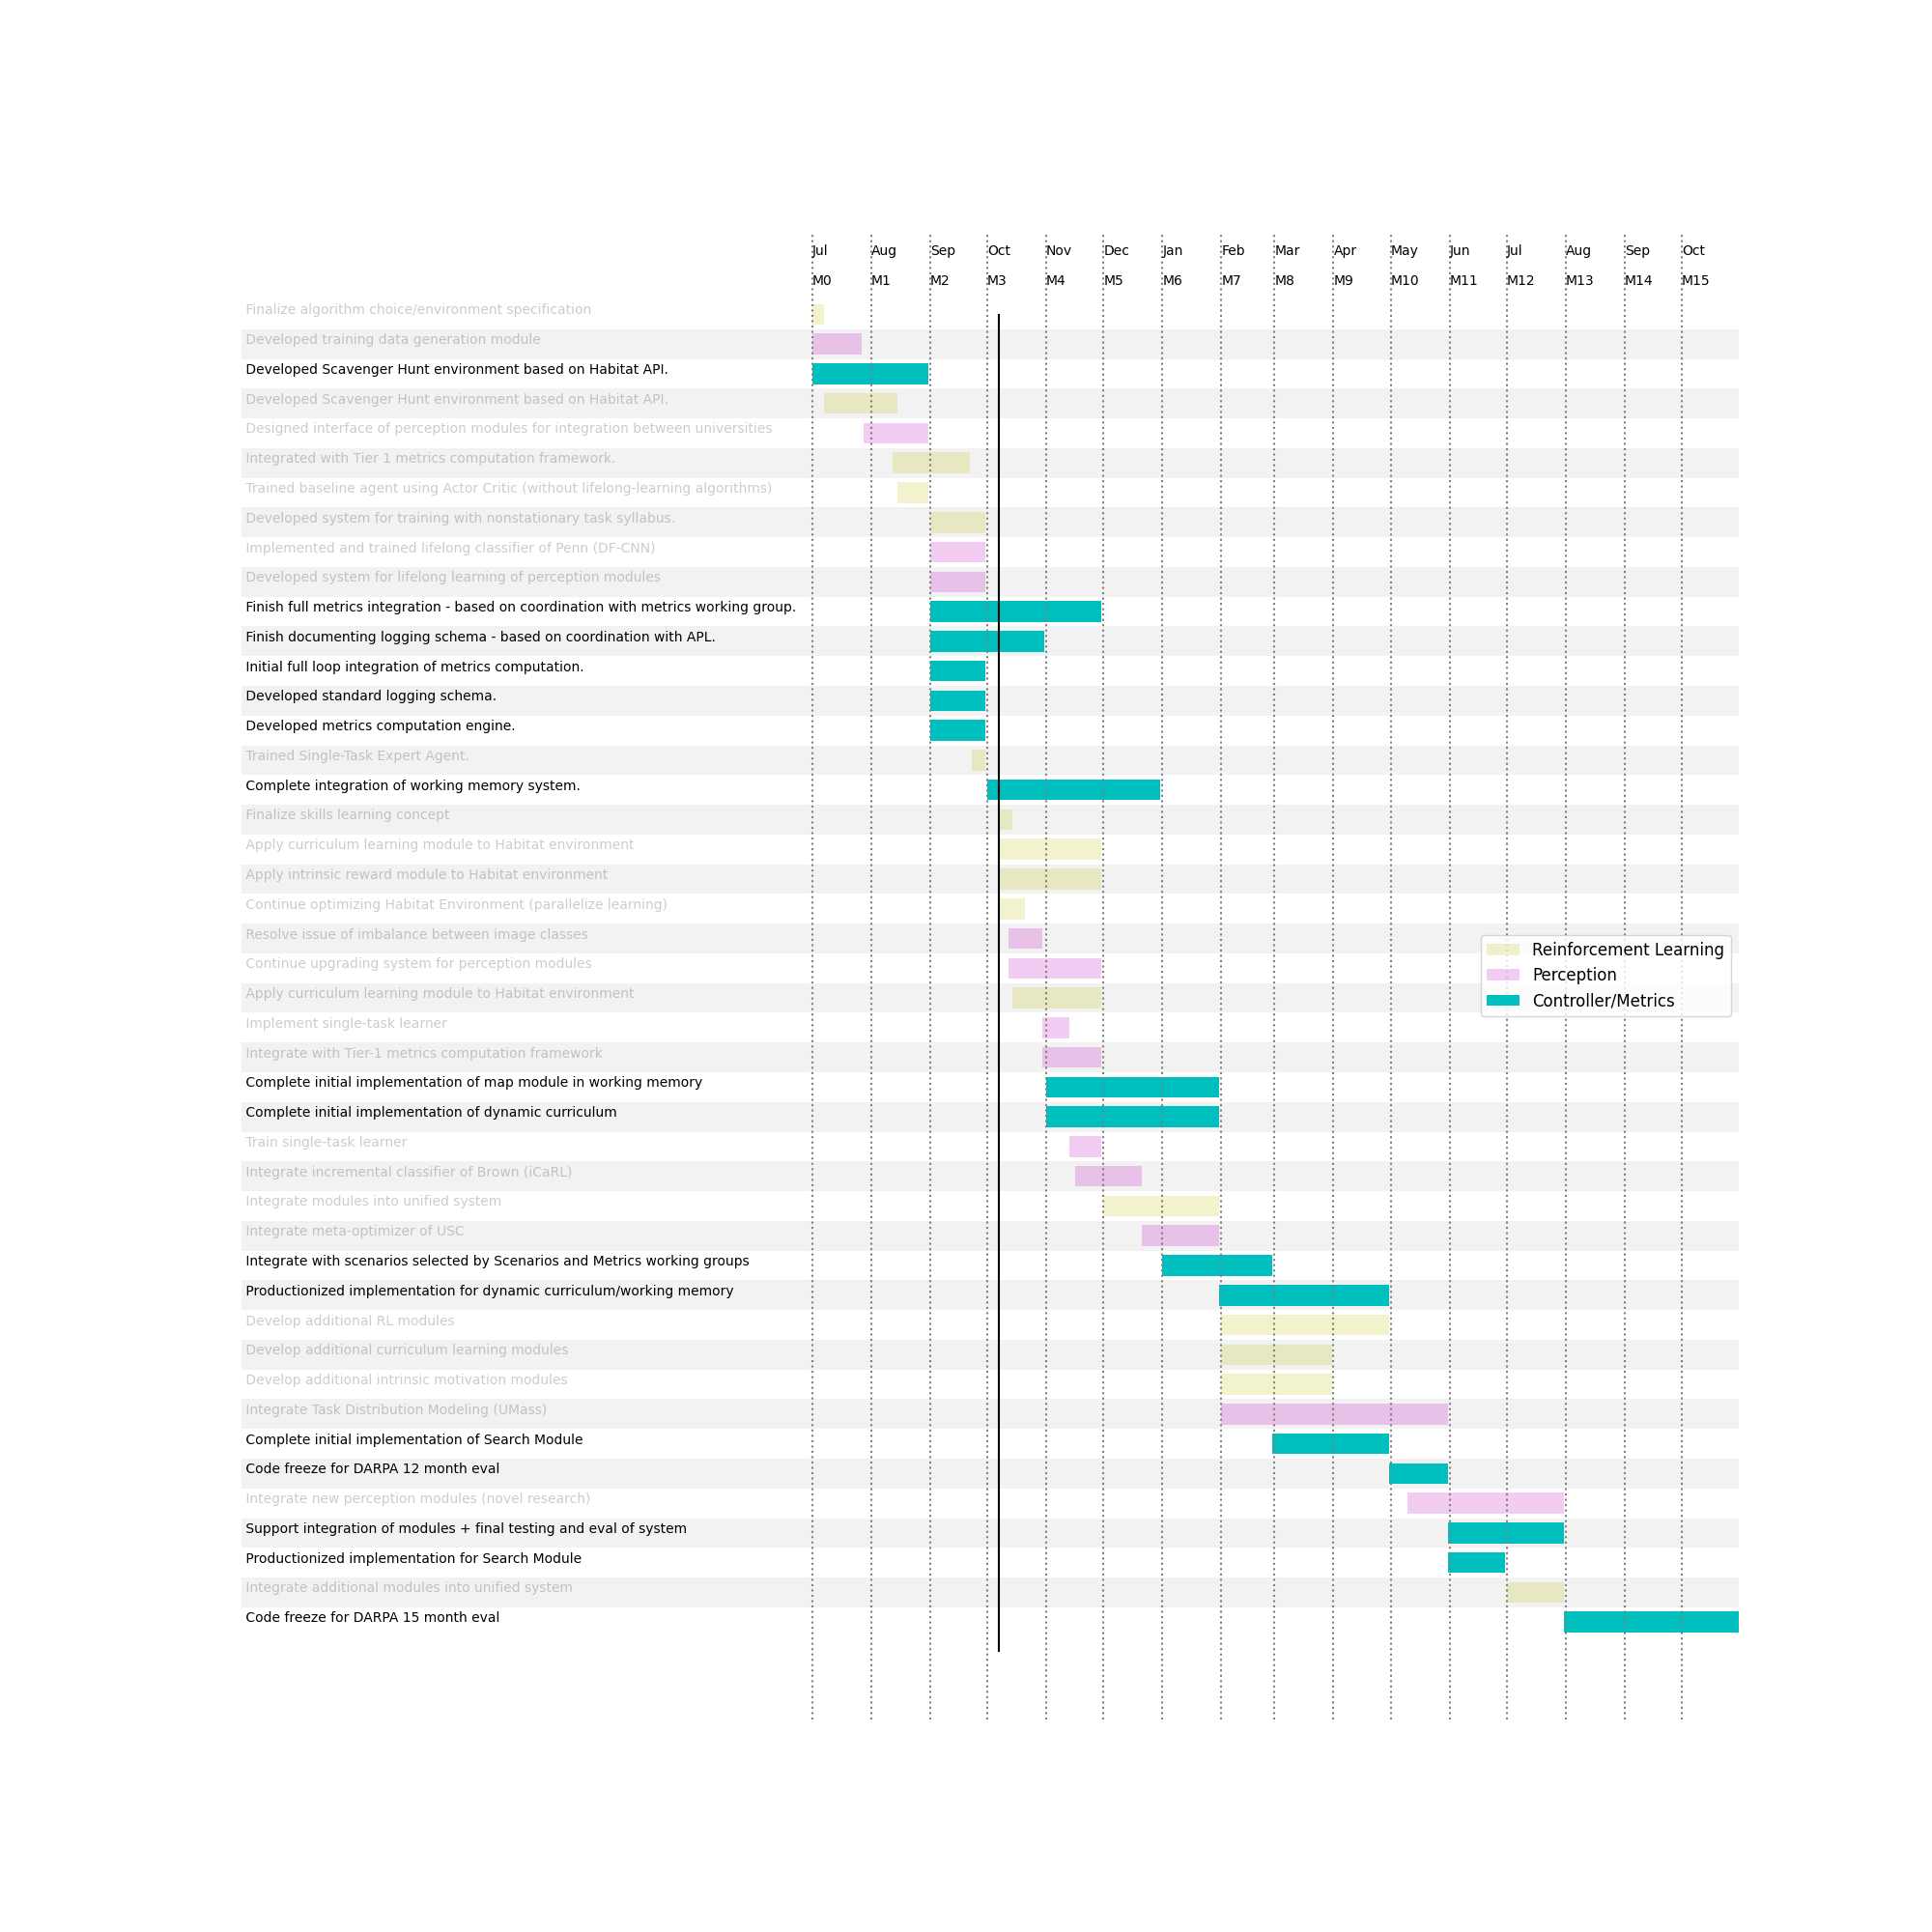 Jul Aug Sep Oct Nov Dec Jan Feb Mar Apr May Jun Jul Aug Sep Oct
M0 M1 M2 M3 M4 M5 M6 M7 M8 M9 M10 M11 M12 M13 M14 M15
Finalize algorithm choice/environment specification
Developed training data generation module
Developed Scavenger Hunt environment based on Habitat API.
Developed Scavenger Hunt environment based on Habitat API.
Designed interface of perception modules for integration between universities
Integrated with Tier 1 metrics computation framework.
Trained baseline agent using Actor Critic (without lifelong-learning algorithms)
Developed system for training with nonstationary task syllabus.
Implemented and trained lifelong classifier of Penn (DF-CNN)
Developed system for lifelong learning of perception modules
Finish full metrics integration - based on coordination with metrics working group.
Finish documenting logging schema - based on coordination with APL.
Initial full loop integration of metrics computation.
Developed standard logging schema.
Developed metrics computation engine.
Trained Single-Task Expert Agent.
Complete integration of working memory system.
Finalize skills learning concept
Apply curriculum learning module to Habitat environment
Apply intrinsic reward module to Habitat environment
Continue optimizing Habitat Environment (parallelize learning)
Resolve issue of imbalance between image classes
Continue upgrading system for perception modules
Apply curriculum learning module to Habitat environment
Implement single-task learner
Integrate with Tier-1 metrics computation framework
Complete initial implementation of map module in working memory
Complete initial implementation of dynamic curriculum
Train single-task learner
Integrate incremental classifier of Brown (iCaRL)
Integrate modules into unified system
Integrate meta-optimizer of USC
Integrate with scenarios selected by Scenarios and Metrics working groups
Productionized implementation for dynamic curriculum/working memory
Develop additional RL modules
Develop additional curriculum learning modules
Develop additional intrinsic motivation modules
Integrate Task Distribution Modeling (UMass)
Complete initial implementation of Search Module
Code freeze for DARPA 12 month eval
Integrate new perception modules (novel research)
Support integration of modules + final testing and eval of system
Productionized implementation for Search Module
Integrate additional modules into unified system
Code freeze for DARPA 15 month eval
Reinforcement Learning
Perception
Controller/Metrics